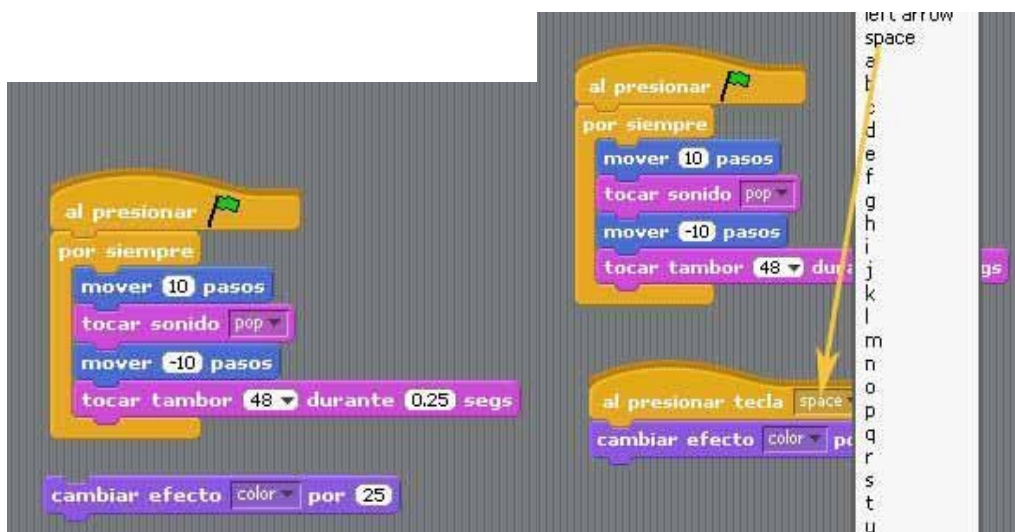 al presionar
por siempre
mover 10 pasos
tocar sonido pop
mover -10 pasos
tocar tambor 48 durante 0.25 segs
cambiar efecto color por 25
al presionar
por siempre
mover 10 pasos
tocar sonido pop
mover -10 pasos
tocar tambor 48
gs
al presionar tecla space
cambiar efecto color
left arrow
space
a
b
c
d
e
f
g
h
i
j
k
l
m
n
o
p
q
r
s
t
u